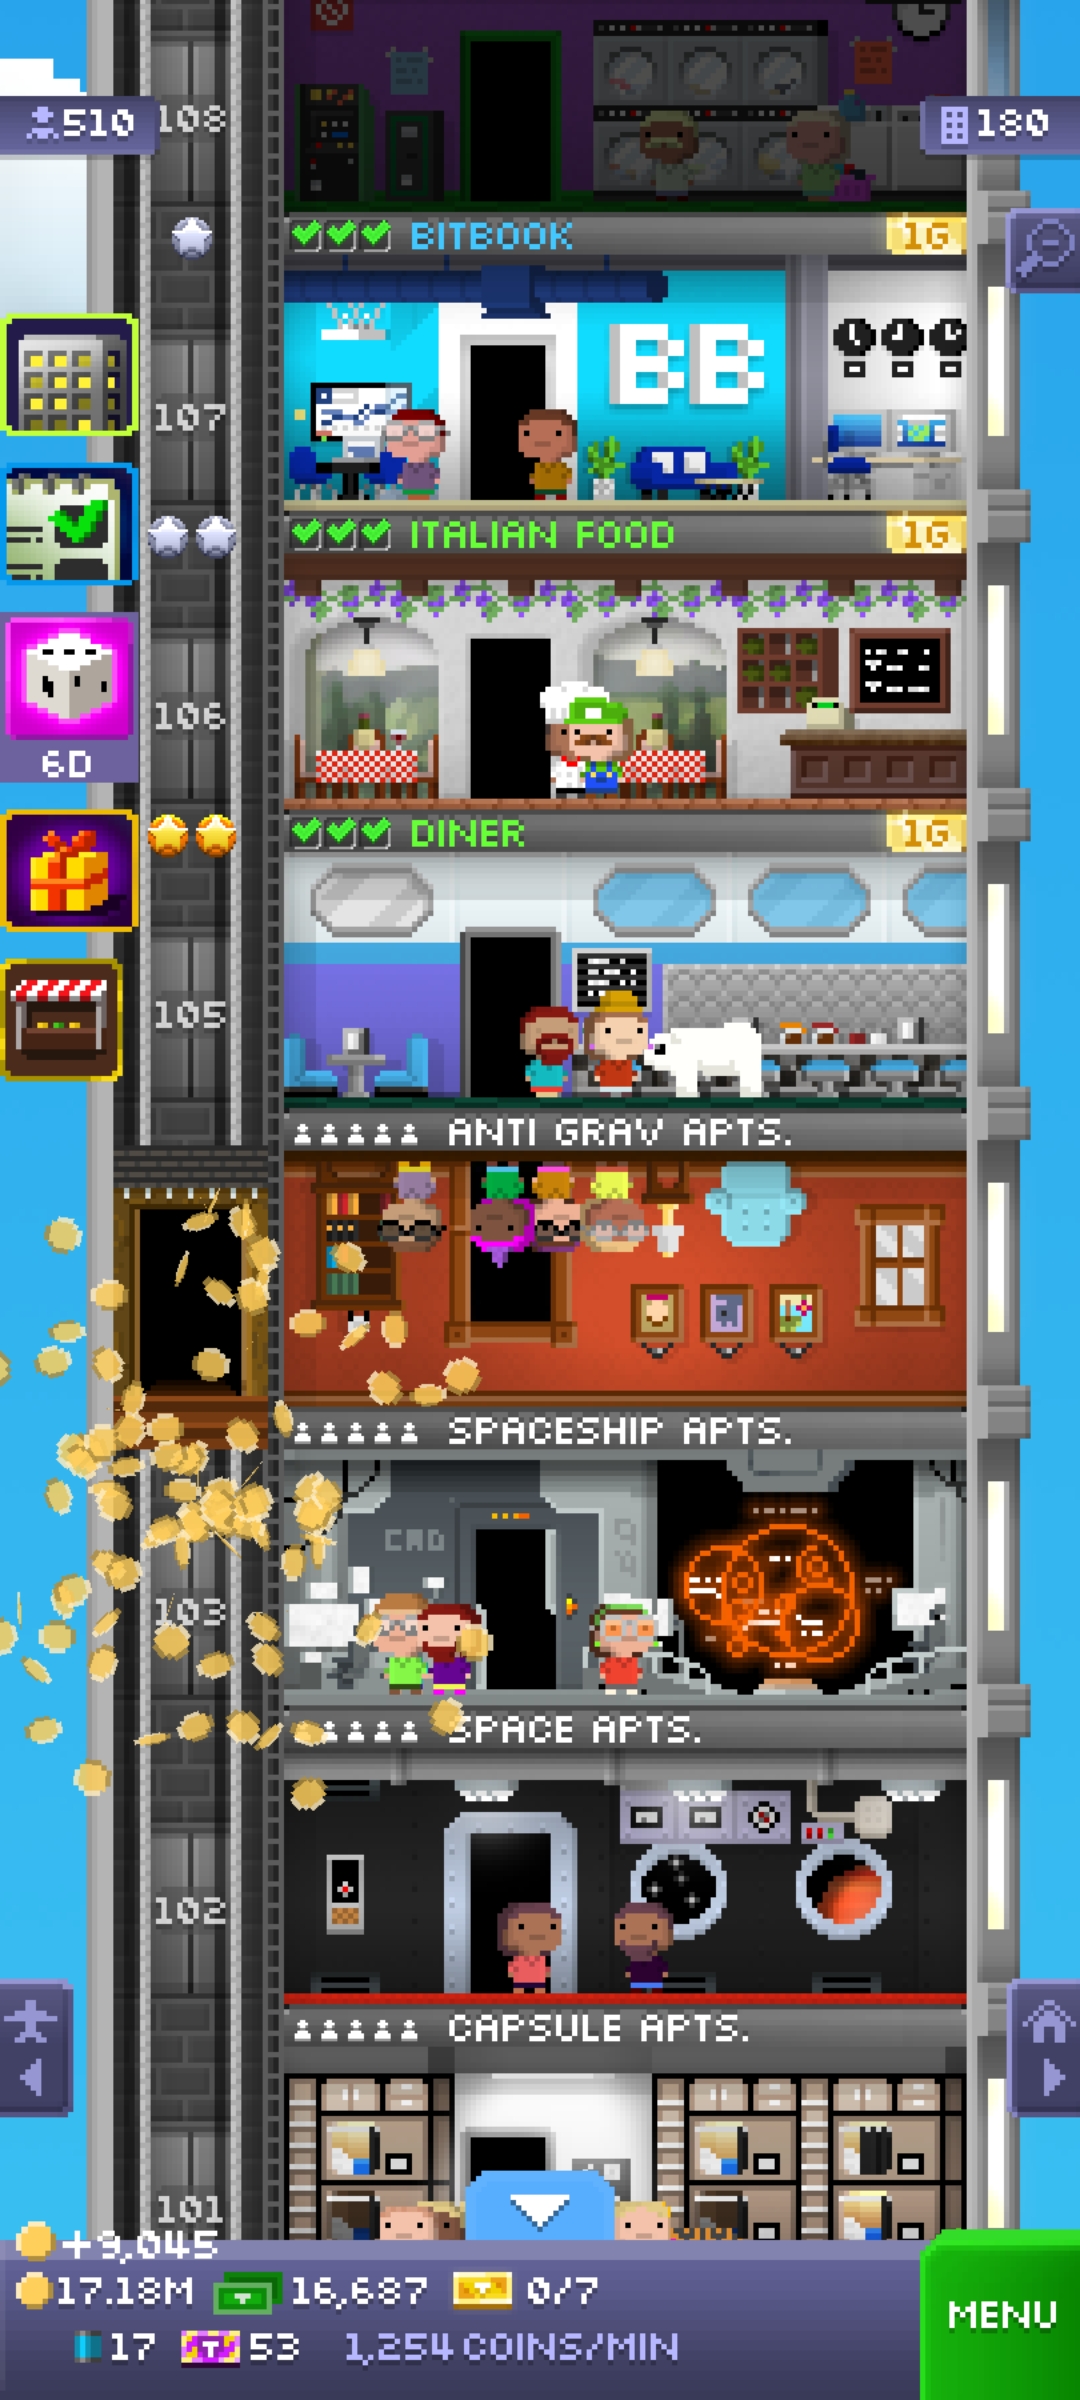 510
108
180
BITBOOK
1G
BB
107
ITALIAN FOOD
1G
106
6D
DINER
1G
105
ANTI GRAV APTS.
SPACESHIP APTS.
CMD
103
SPACE APTS.
102
CAPSULE APTS.
101
+9,045
17.18M 16,687 0/7
MENU
17 53 1,254 COINS/MIN